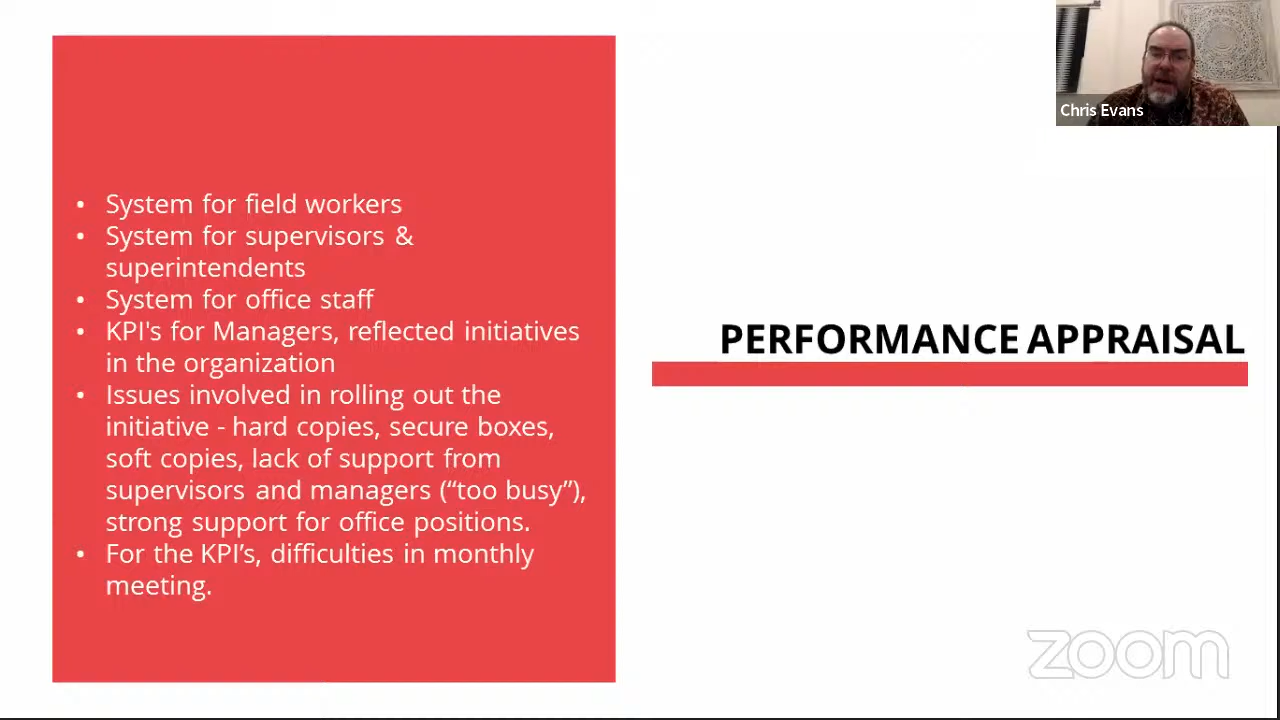 Chris Evans
• System for field workers
• System for supervisors &
superintendents
• System for office staff
• KPI's for Managers, reflected initiatives
in the organization
• Issues involved in rolling out the
initiative - hard copies, secure boxes,
soft copies, lack of support from
supervisors and managers (“too busy”),
strong support for office positions.
• For the KPI’s, difficulties in monthly
meeting.
PERFORMANCE APPRAISAL
zoom